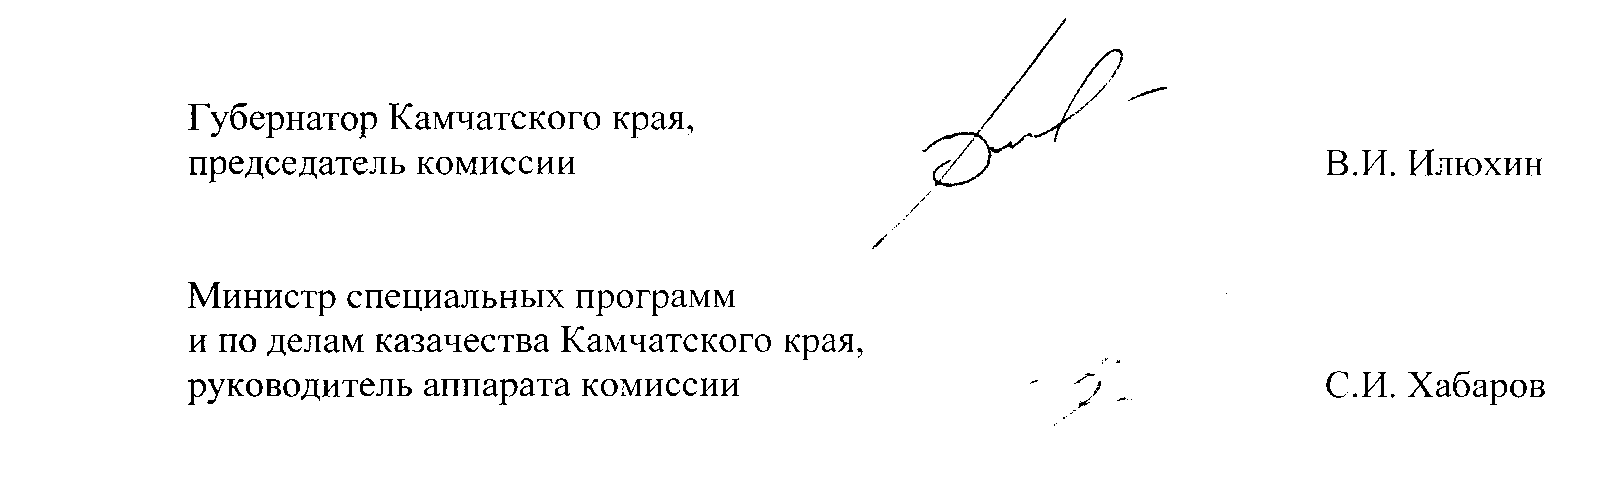 Губернатор Камчатского края,
председатель комиссии В.И. Илюхин
Министр специальных программ
и по делам казачества Камчатского края,
руководитель аппарата комиссии С.И. Хабаров